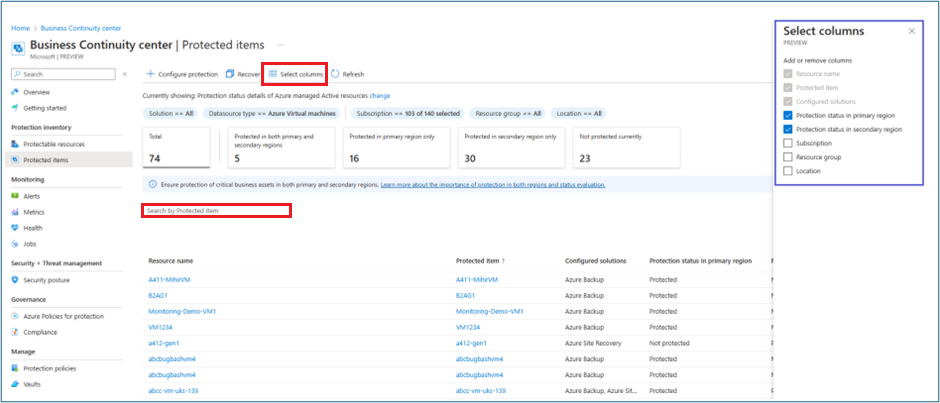 Home > Business Continuity center >
Business Continuity center | Protected items ...
Microsoft | PREVIEW
Search
«
Overview
Getting started
Protection inventory
Protectable resources
Protected items
Monitoring
Alerts
Metrics
Health
Jobs
Security + Threat management
Security posture
Governance
Azure Policies for protection
Compliance
Manage
Protection policies
Vaults
Configure protection Recover Select columns Refresh
Currently showing: Protection status details of Azure managed Active resources change
Solution == All Datasource type == Azure Virtual machines Subscription == 103 of 140 selected Resource group == All Location == All
Total
74
Protected in both primary and
secondary regions
5
Protected in primary region only
16
Protected in secondary region only
30
Not protected currently
23
Ensure protection of critical business assets in both primary and secondary regions. Learn more about the importance of protection in both regions and status evaluation.
Search by Protected item
Resource name Protected item ↑ Configured solutions Protection status in primary region
A411-MihirVM A411-MihirVM Azure Backup Protected
B2AG1 B2AG1 Azure Backup Protected
Monitoring-Demo-VM1 Monitoring-Demo-VM1 Azure Backup Protected
VM1234 VM1234 Azure Backup Protected
a412-gen1 a412-gen1 Azure Site Recovery Not protected
abcbugbashvm4 abcbugbashvm4 Azure Backup Protected
abcbugbashvm4 abcbugbashvm4 Azure Backup Protected
abcc-vm-uks-139 abcc-vm-uks-139 Azure Backup, Azure Sit... Protected
Select columns
PREVIEW
Add or remove columns
Resource name
Protected item
Configured solutions
Protection status in primary region
Protection status in secondary region
Subscription
Resource group
Location